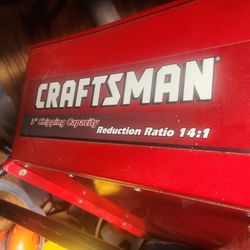 CRAFTSMAN®
3" Chipping Capacity
Reduction Ratio 14:1